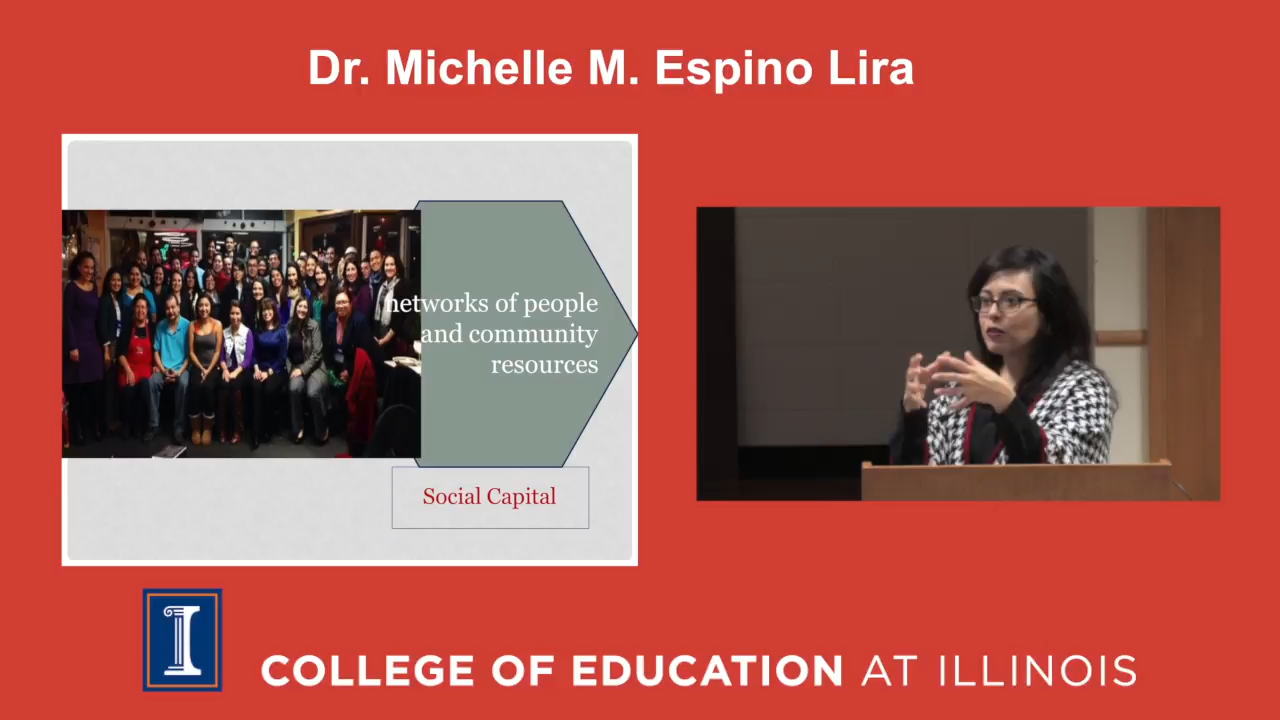 Dr. Michelle M. Espino Lira
networks of people
and community
resources
Social Capital
COLLEGE OF EDUCATION AT ILLINOIS